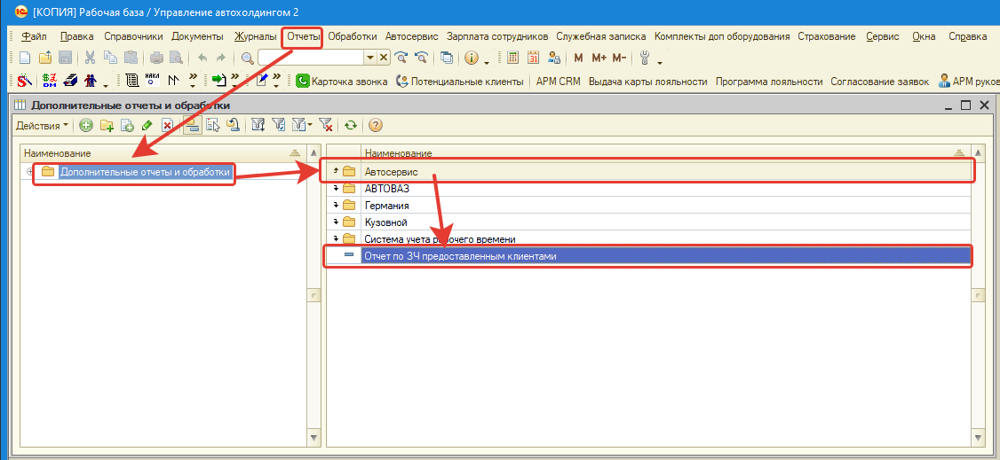 [КОПИЯ] Рабочая база / Управление автохолдингом 2
Файл Правка Справочники Документы Журналы Отчеты Обработки Автосервис Зарплата сотрудников Служебная записка Комплекты доп оборудования Страхование Сервис Окна Справка
M M+ M-
Карточка звонка Потенциальные клиенты АРМ CRM Выдача карты лояльности Программа лояльности Согласование заявок АРМ руков
Дополнительные отчеты и обработки
Действия
Наименование
Дополнительные отчеты и обработки
Наименование
Автосервис
АВТОВАЗ
Германия
Кузовной
Система учета рабочего времени
Отчет по ЗЧ предоставленным клиентами